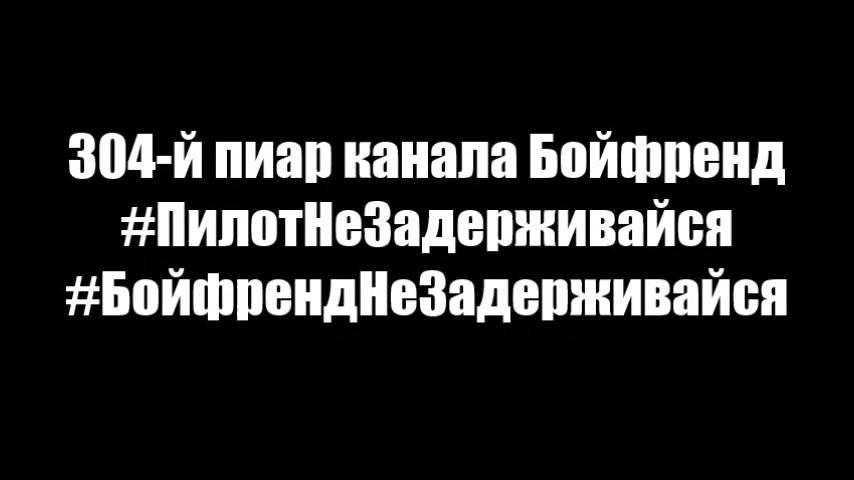 304-й пиар канала Бойфренд
#ПилотНеЗадерживайся
#БойфрендНеЗадерживайся